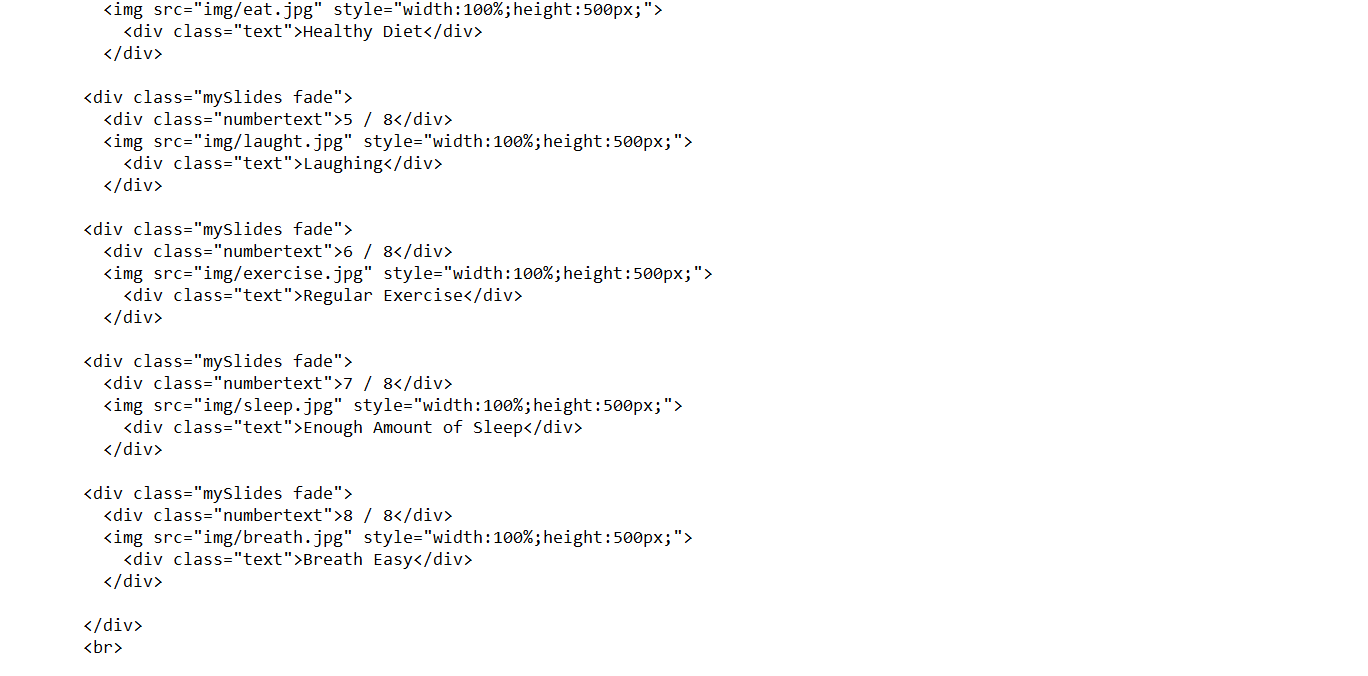 <img src="img/eat.jpg" style="width:100%;height:500px;">
<div class="text">Healthy Diet</div>
</div>
<div class="mySlides fade">
<div class="numbertext">5 / 8</div>
<img src="img/laught.jpg" style="width:100%;height:500px;">
<div class="text">Laughing</div>
</div>
<div class="mySlides fade">
<div class="numbertext">6 / 8</div>
<img src="img/exercise.jpg" style="width:100%;height:500px;">
<div class="text">Regular Exercise</div>
</div>
<div class="mySlides fade">
<div class="numbertext">7 / 8</div>
<img src="img/sleep.jpg" style="width:100%;height:500px;">
<div class="text">Enough Amount of Sleep</div>
</div>
<div class="mySlides fade">
<div class="numbertext">8 / 8</div>
<img src="img/breath.jpg" style="width:100%;height:500px;">
<div class="text">Breath Easy</div>
</div>
</div>
<br>